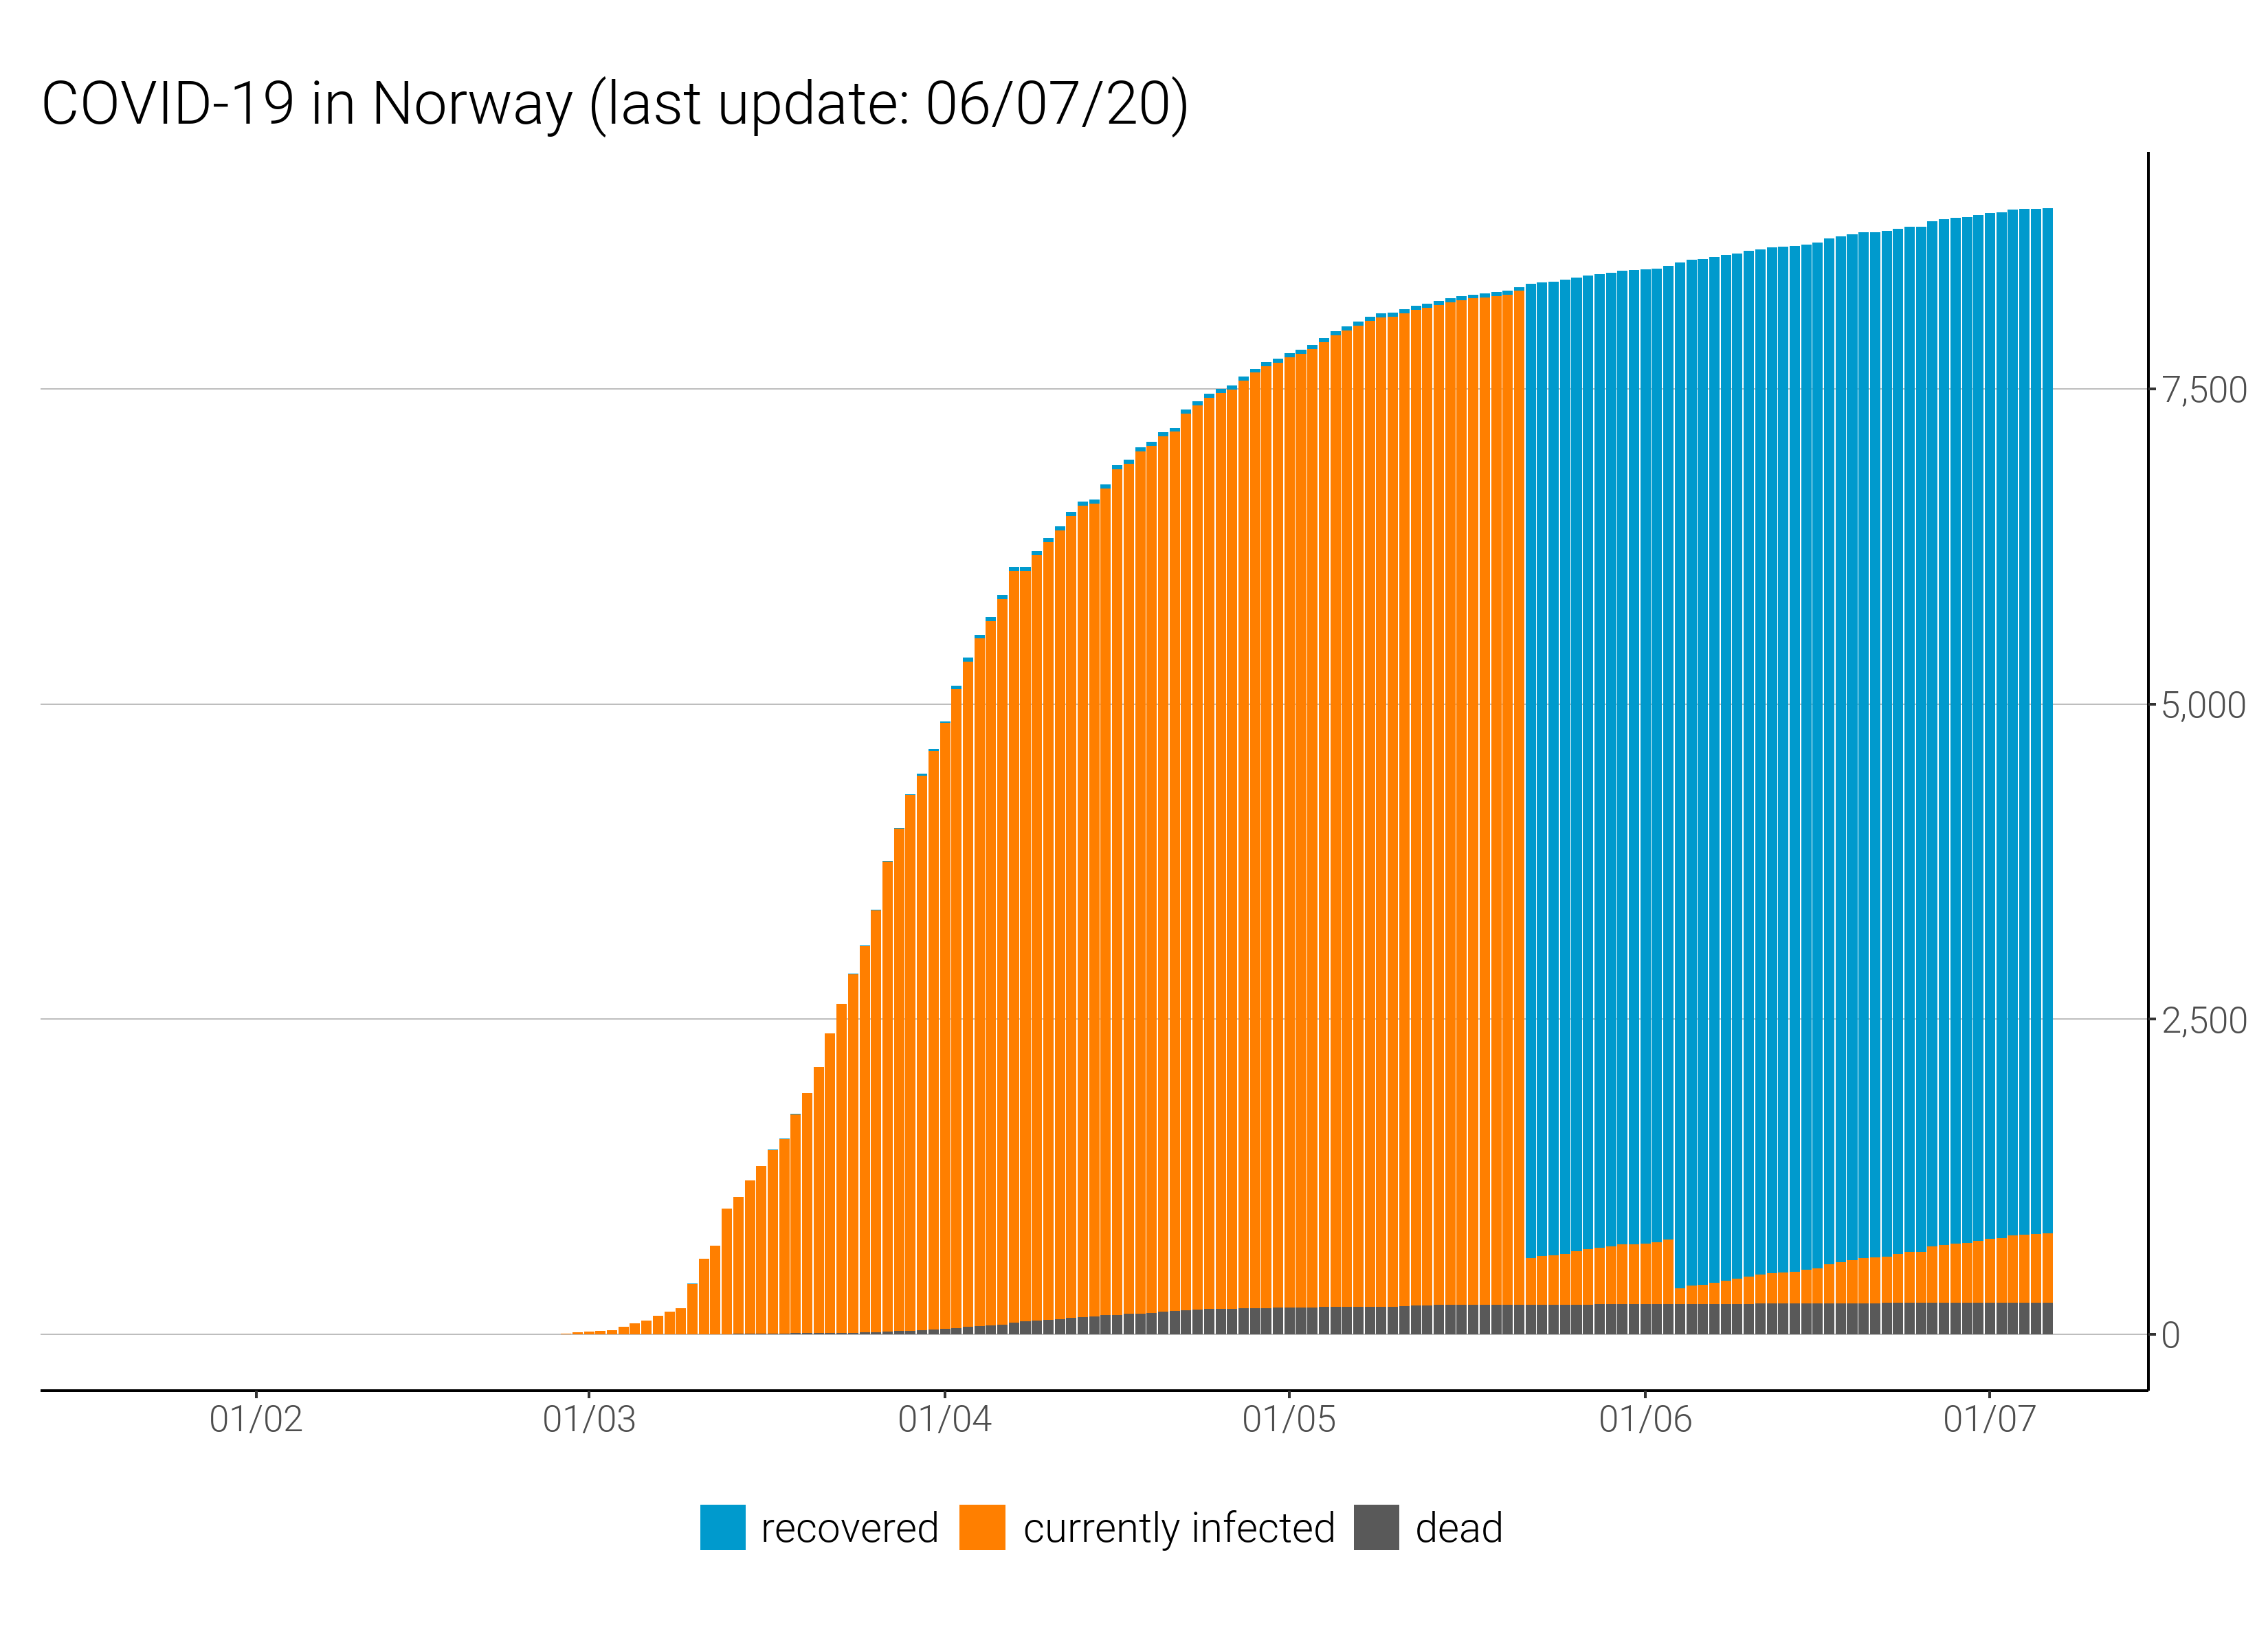 COVID-19 in Norway (last update: 06/07/20)
7,500
5,000
2,500
0
01/02 01/03 01/04 01/05 01/06 01/07
recovered currently infected dead